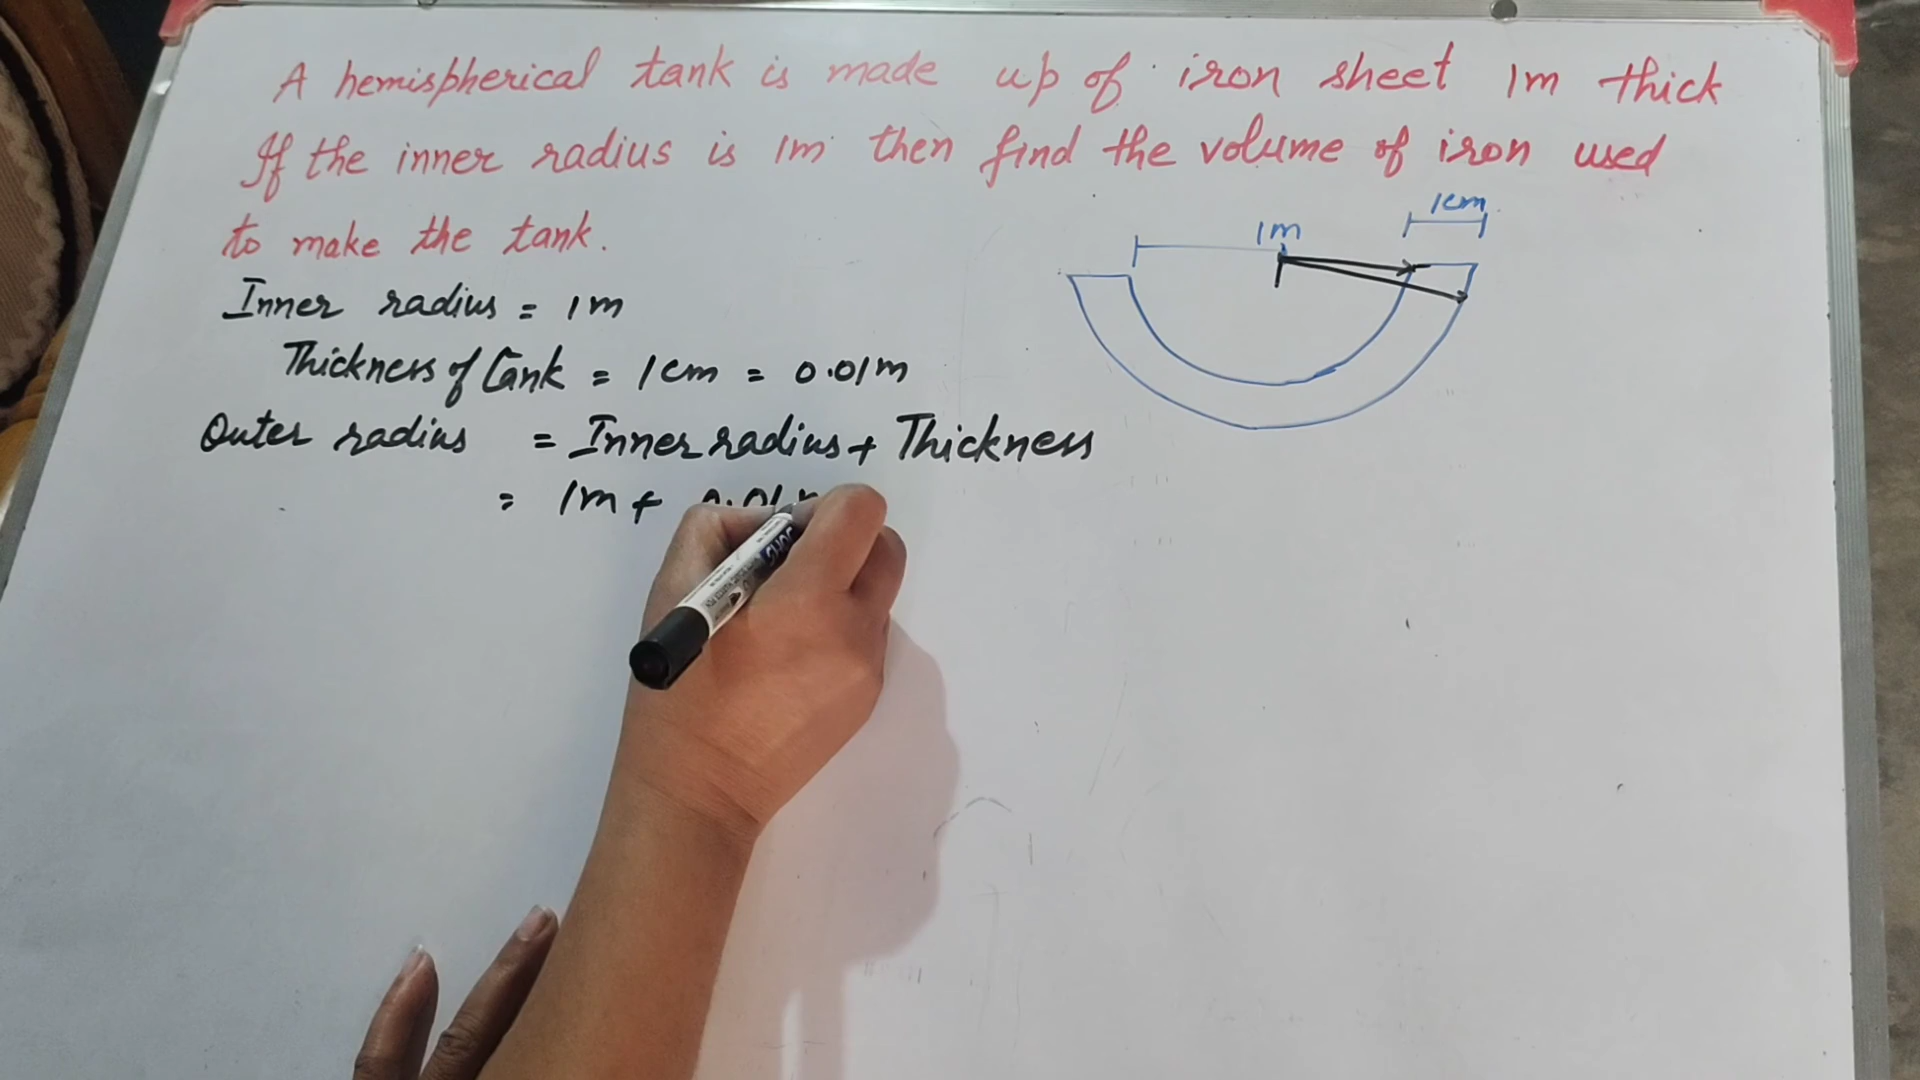 A hemispherical tank is made up of iron sheet 1m thick
If the inner radius is 1m then find the volume of iron used
to make the tank.
1cm
1m
Inner radius = 1m
Thickness of tank = 1cm = 0.01m
Outer radius = Inner radius + Thickness
= 1m + 0.01